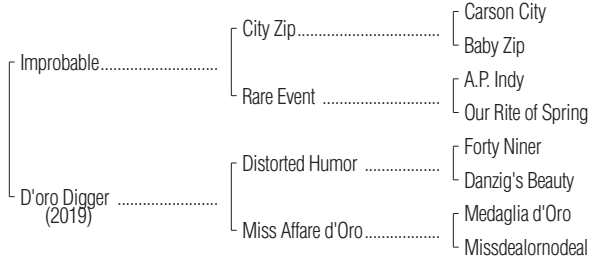 Carson City
City Zip...........................
Baby Zip
Improbable...........................
A.P. Indy
Rare Event ...........................
Our Rite of Spring
Forty Niner
Distorted Humor .................
Danzig's Beauty
D'oro Digger .......................
(2019)
Medaglia d'Oro
Miss Affare d'Oro.................
Missdealornodeal